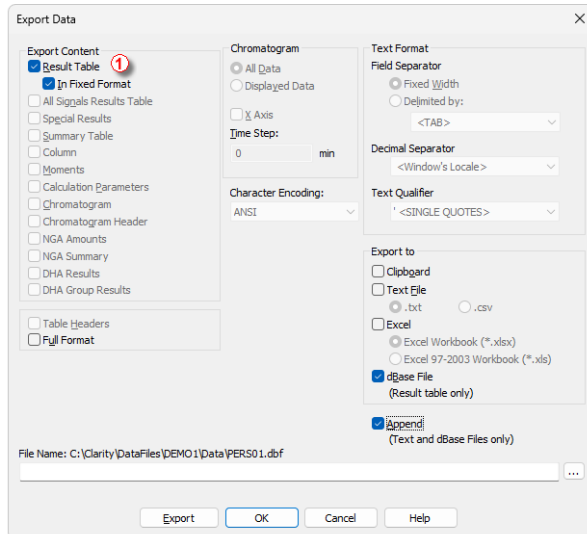 Export Data
Export Content
Result Table
1
In Fixed Format
All Signals Results Table
Special Results
Summary Table
Column
Moments
Calculation Parameters
Chromatogram
Chromatogram Header
NGA Amounts
NGA Summary
DHA Results
DHA Group Results
Table Headers
Full Format
Chromatogram
All Data
Displayed Data
X Axis
Time Step:
0 min
Character Encoding:
ANSI
Text Format
Field Separator
Fixed Width
Delimited by:
<TAB>
Decimal Separator
<Window's Locale>
Text Qualifier
' <SINGLE QUOTES>
Export to
Clipboard
Text File
.txt .csv
Excel
Excel Workbook (*.xlsx)
Excel 97-2003 Workbook (*.xls)
dBase File
(Result table only)
Append
(Text and dBase Files only)
File Name: C:\Clarity\DataFiles\DEMO1\Data\PERS01.dbf
...
Export OK Cancel Help